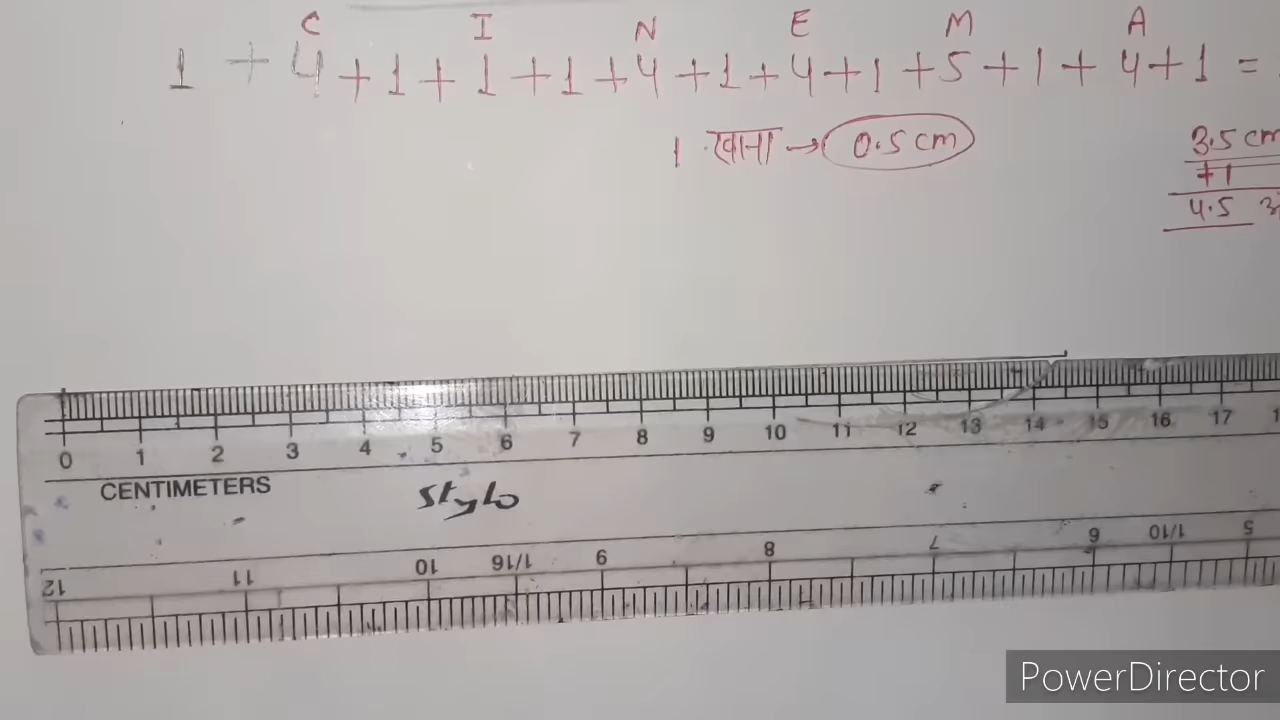 C I N E M A
1 + 4 + 1 + 1 + 1 + 4 + 1 + 4 + 1 + 5 + 1 + 4 + 1 =
1 खाना → 0.5 cm
3.5 cm
+1
4.5
0 1 2 3 4 5 6 7 8 9 10 11 12 13 14 15 16 17
CENTIMETERS
Stylo
12 11 10 1/16 9 8 7 6 1/10 5
PowerDirector